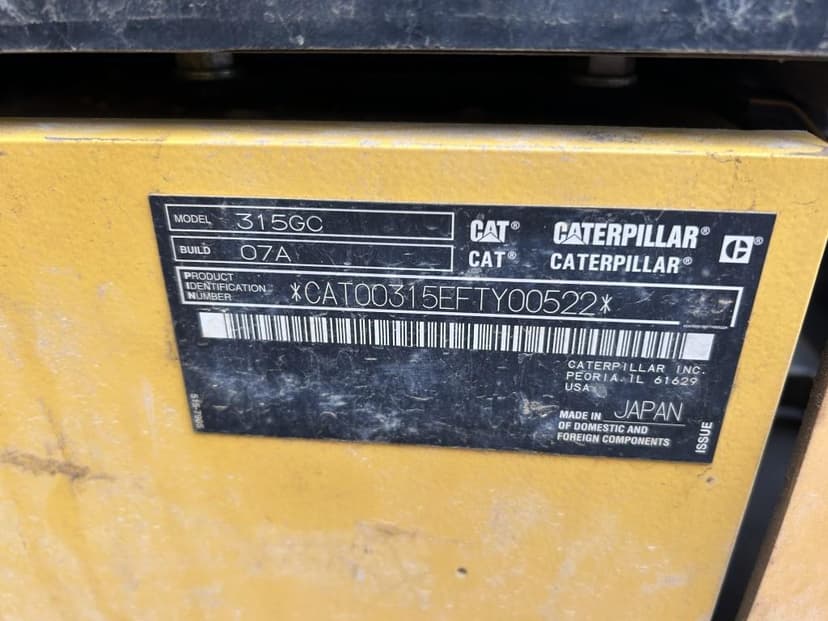 MODEL 315GC
BUILD 07A
CAT® CATERPILLAR® C®
CAT® CATERPILLAR®
PRODUCT
IDENTIFICATION
NUMBER *CAT00315EFTY00522*
CATERPILLAR INC.
PEORIA, IL 61629
USA
MADE IN JAPAN
OF DOMESTIC AND
FOREIGN COMPONENTS
ISSUE